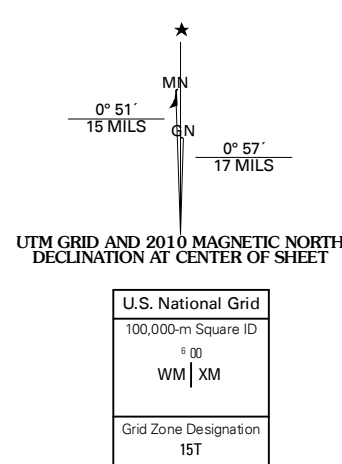 ★
MN
0° 51´
15 MILS
GN
0° 57´
17 MILS
UTM GRID AND 2010 MAGNETIC NORTH
DECLINATION AT CENTER OF SHEET
U.S. National Grid
100,000-m Square ID
6 00
WM XM
Grid Zone Designation
15T